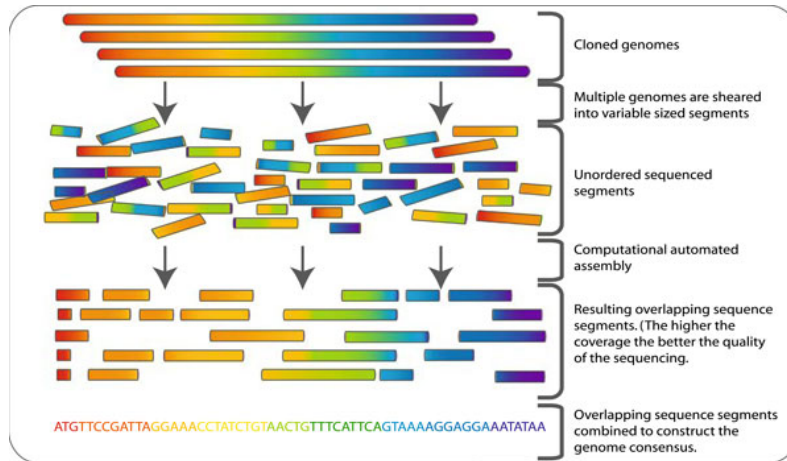 Cloned genomes
Multiple genomes are sheared
into variable sized segments
Unordered sequenced
segments
Computational automated
assembly
Resulting overlapping sequence
segments. (The higher the
coverage the better the quality
of the sequencing.
ATGTTCCGATTAGGAAACCTATCTGTAACTGTTTCATTCAGTAAAAGGAGGAAATATAA
Overlapping sequence segments
combined to construct the
genome consensus.